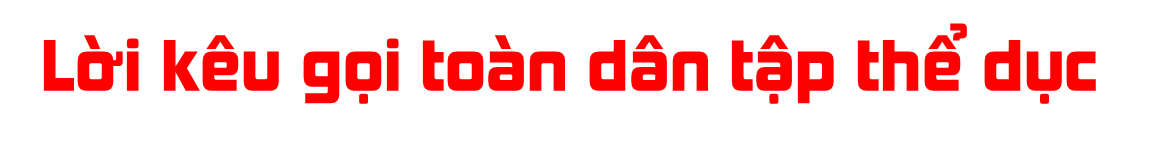 Lời kêu gọi toàn dân tập thể dục